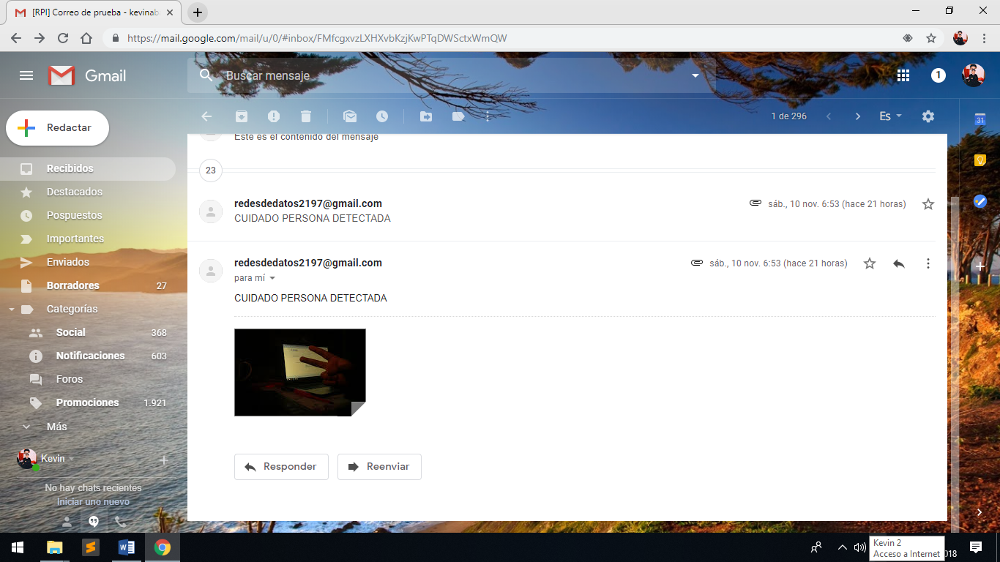 [RPI] Correo de prueba - kevinab
https://mail.google.com/mail/u/0/#inbox/FMfcgxvzLXHXvbKzjKwPTqDWSctxWmQW
Gmail
Buscar mensaje
1
Redactar
1 de 296
Es
31
Recibidos
Destacados
Pospuestos
Importantes
Enviados
Borradores 27
Categorías
Social 368
Notificaciones 603
Foros
Promociones 1.921
Más
Kevin
No hay chats recientes
Iniciar uno nuevo
Este es el contenido del mensaje
23
redesdedatos2197@gmail.com sáb., 10 nov. 6:53 (hace 21 horas)
CUIDADO PERSONA DETECTADA
redesdedatos2197@gmail.com sáb., 10 nov. 6:53 (hace 21 horas)
para mí
CUIDADO PERSONA DETECTADA
Responder Reenviar
Kevin 2
Acceso a Internet
018